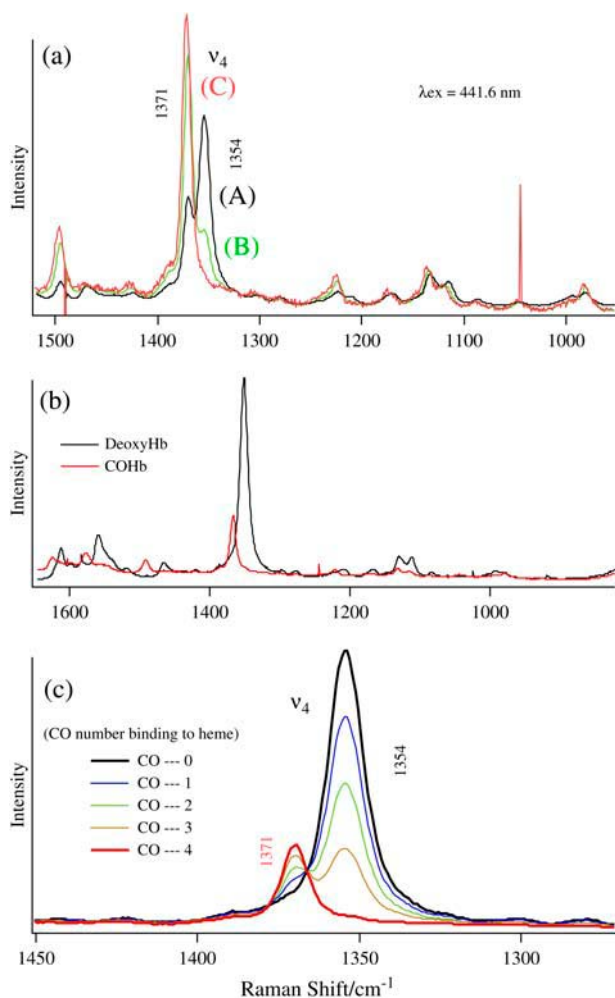 (a)
ν4
1371
(C)
1354
λex = 441.6 nm
(A)
(B)
Intensity
1500 1400 1300 1200 1100 1000
(b)
DeoxyHb
COHb
Intensity
1600 1400 1200 1000
(c)
ν4
(CO number binding to heme)
CO --- 0
CO --- 1
CO --- 2
CO --- 3
CO --- 4
1354
1371
Intensity
1450 1400 1350 1300
Raman Shift/cm-1